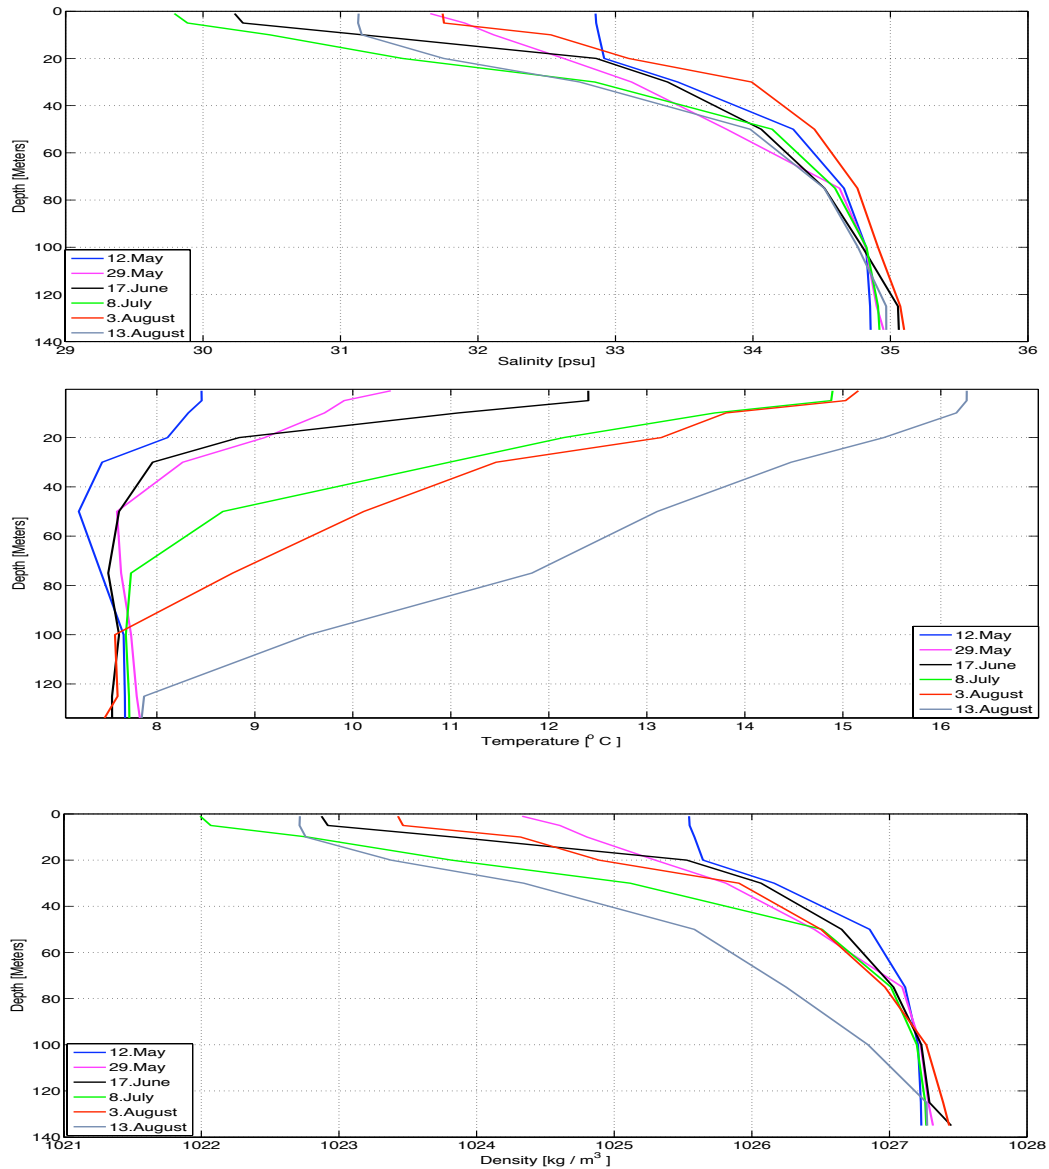 0
20
40
60
80
100
120
140
Depth [Meters]
12.May
29.May
17.June
8.July
3.August
13.August
29 30 31 32 33 34 35 36
Salinity [psu]
20
40
60
80
100
120
Depth [Meters]
12.May
29.May
17.June
8.July
3.August
13.August
8 9 10 11 12 13 14 15 16
Temperature [° C ]
0
20
40
60
80
100
120
140
Depth [Meters]
12.May
29.May
17.June
8.July
3.August
13.August
1021 1022 1023 1024 1025 1026 1027 1028
Density [kg / m³ ]